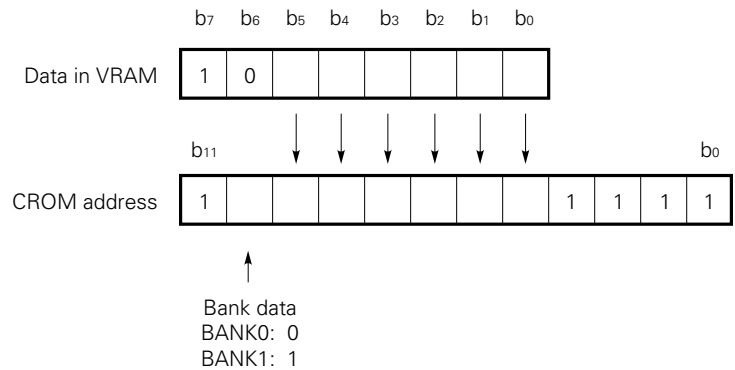 b7 b6 b5 b4 b3 b2 b1 b0
Data in VRAM 1 0
b11 b0
CROM address 1 1 1 1 1
Bank data
BANK0: 0
BANK1: 1